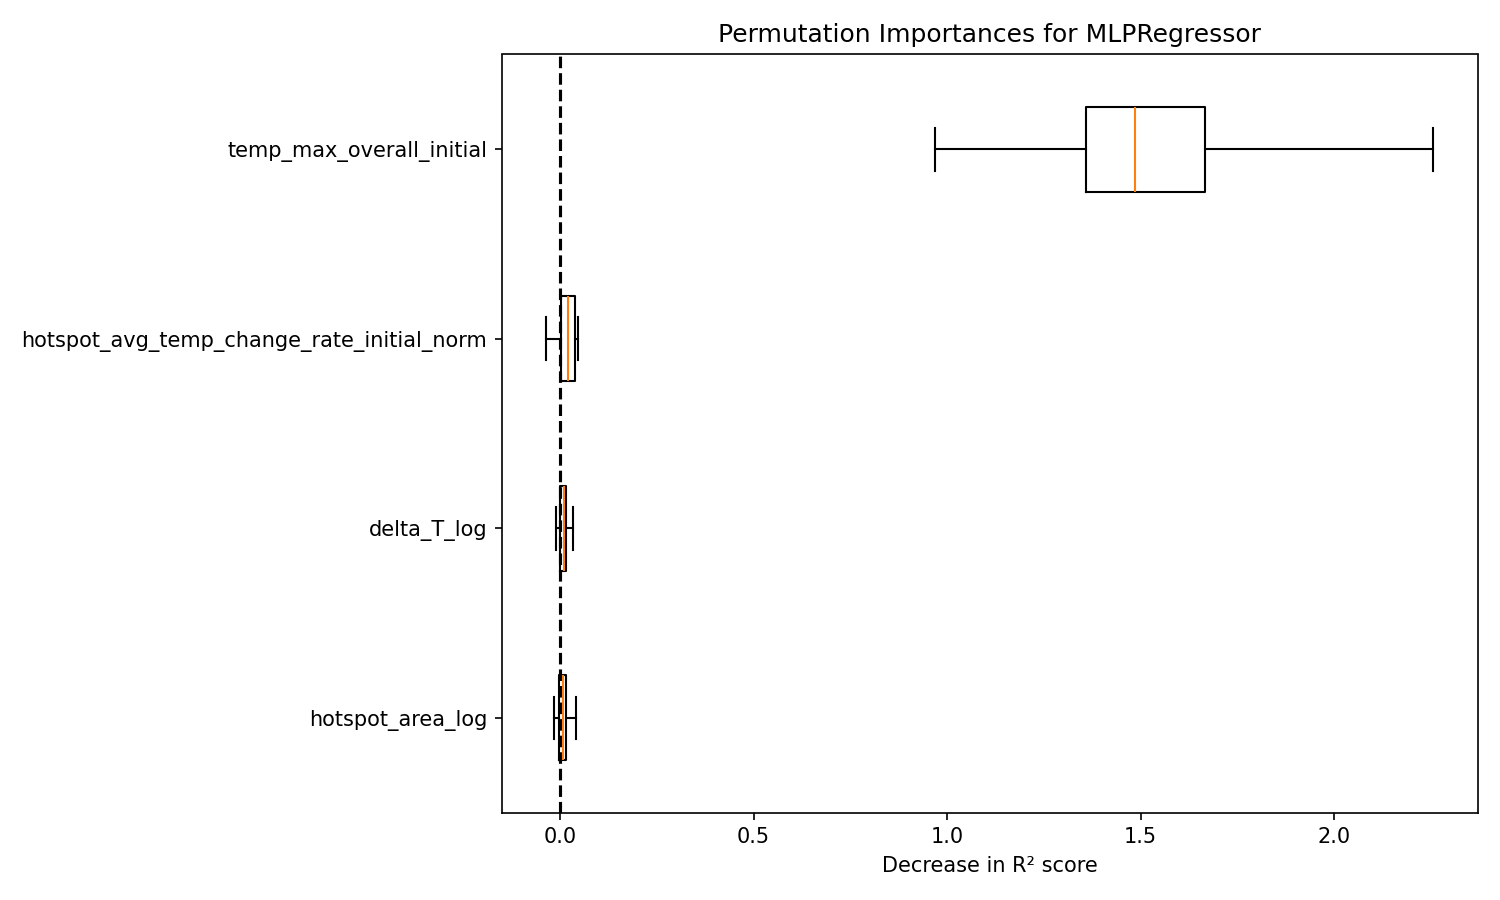 Permutation Importances for MLPRegressor
temp_max_overall_initial
hotspot_avg_temp_change_rate_initial_norm
delta_T_log
hotspot_area_log
0.0 0.5 1.0 1.5 2.0
Decrease in R² score